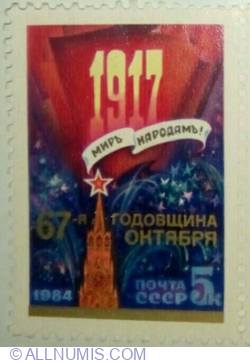 1917
МИРЪ НАРОДАМЪ!
67-я ГОДОВЩИНА
ОКТЯБРЯ
ПОЧТА
СССР 5к
1984
© ALLNUMIS.COM